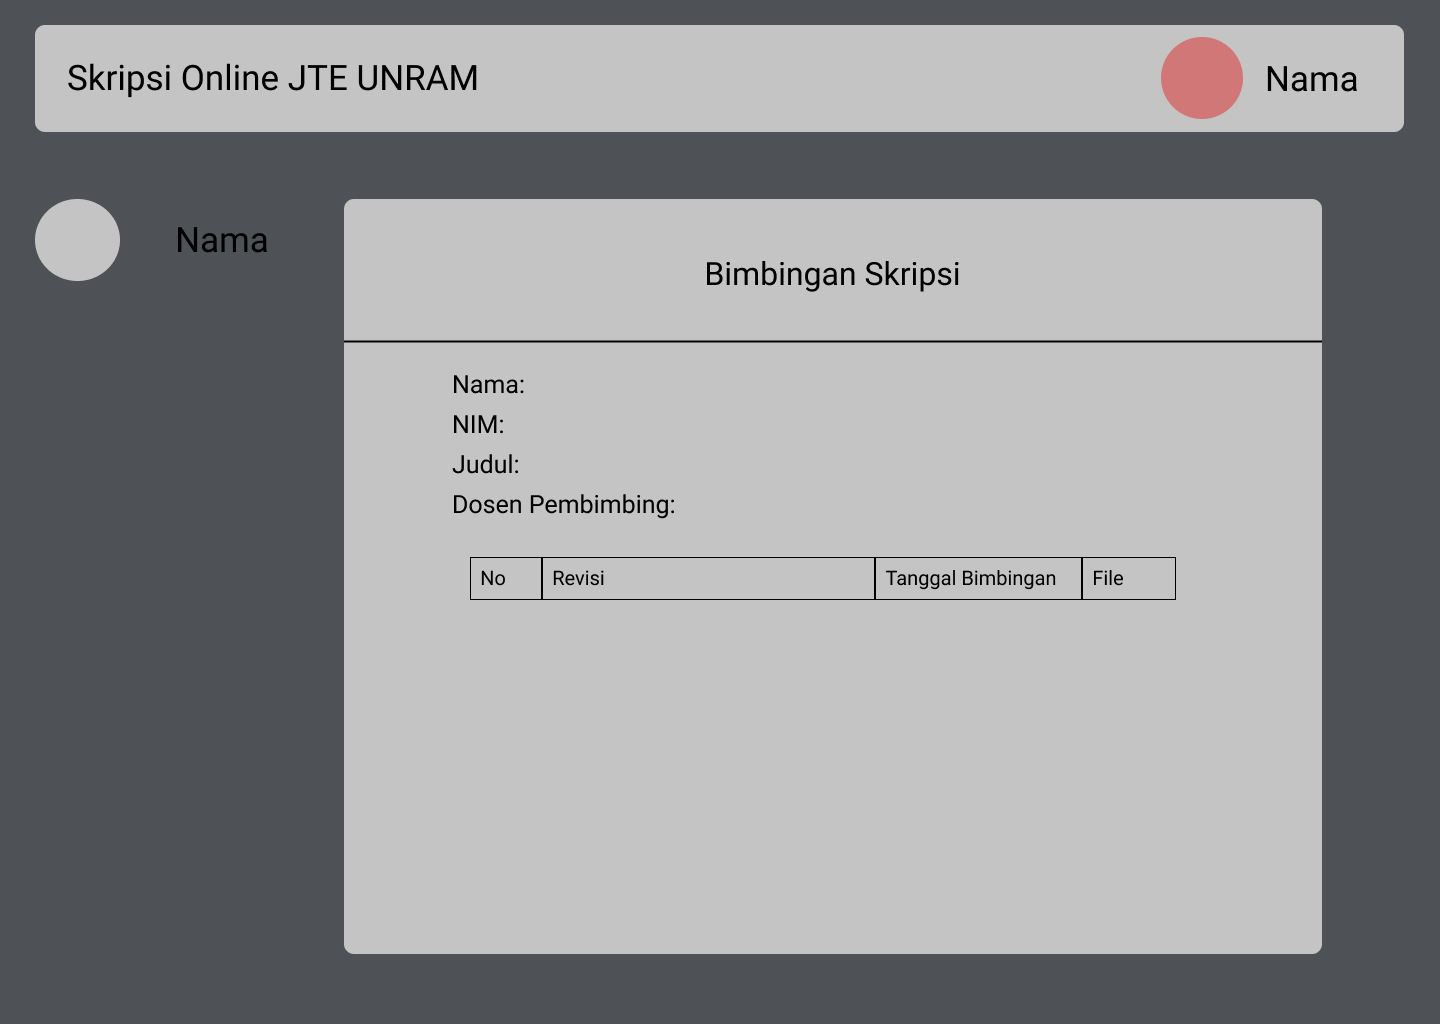 Skripsi Online JTE UNRAM
Nama
Nama
Bimbingan Skripsi
Nama:
NIM:
Judul:
Dosen Pembimbing:
No Revisi Tanggal Bimbingan File